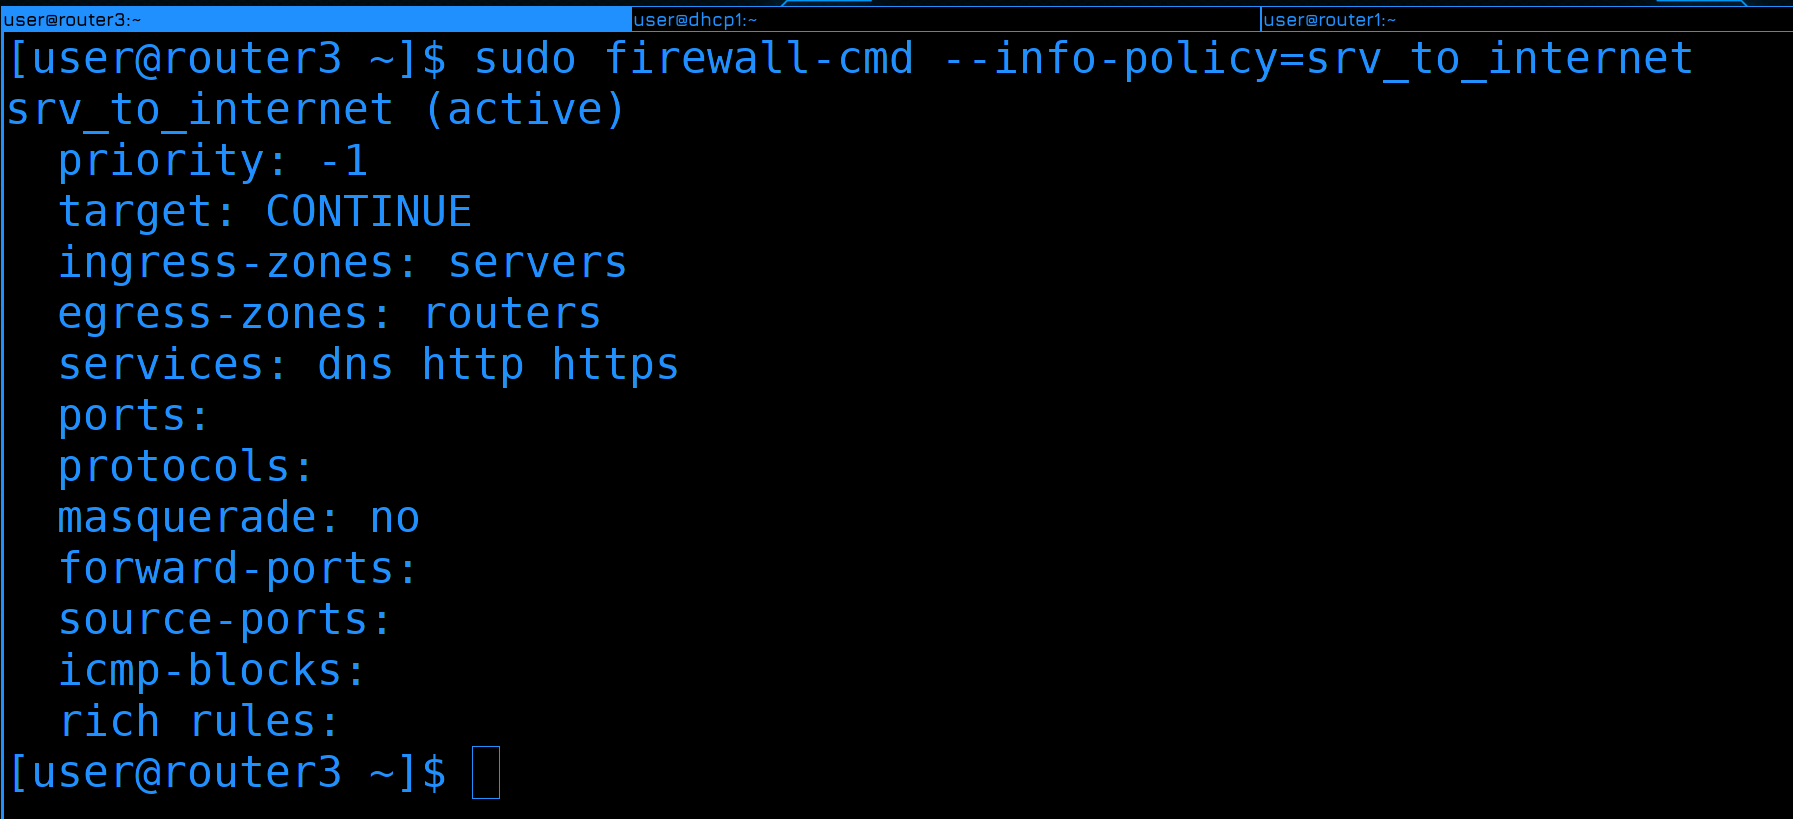 user@router3:~ user@dhcp1:~ user@router1:~
[user@router3 ~]$ sudo firewall-cmd --info-policy=srv_to_internet
srv_to_internet (active)
  priority: -1
  target: CONTINUE
  ingress-zones: servers
  egress-zones: routers
  services: dns http https
  ports:
  protocols:
  masquerade: no
  forward-ports:
  source-ports:
  icmp-blocks:
  rich rules:
[user@router3 ~]$